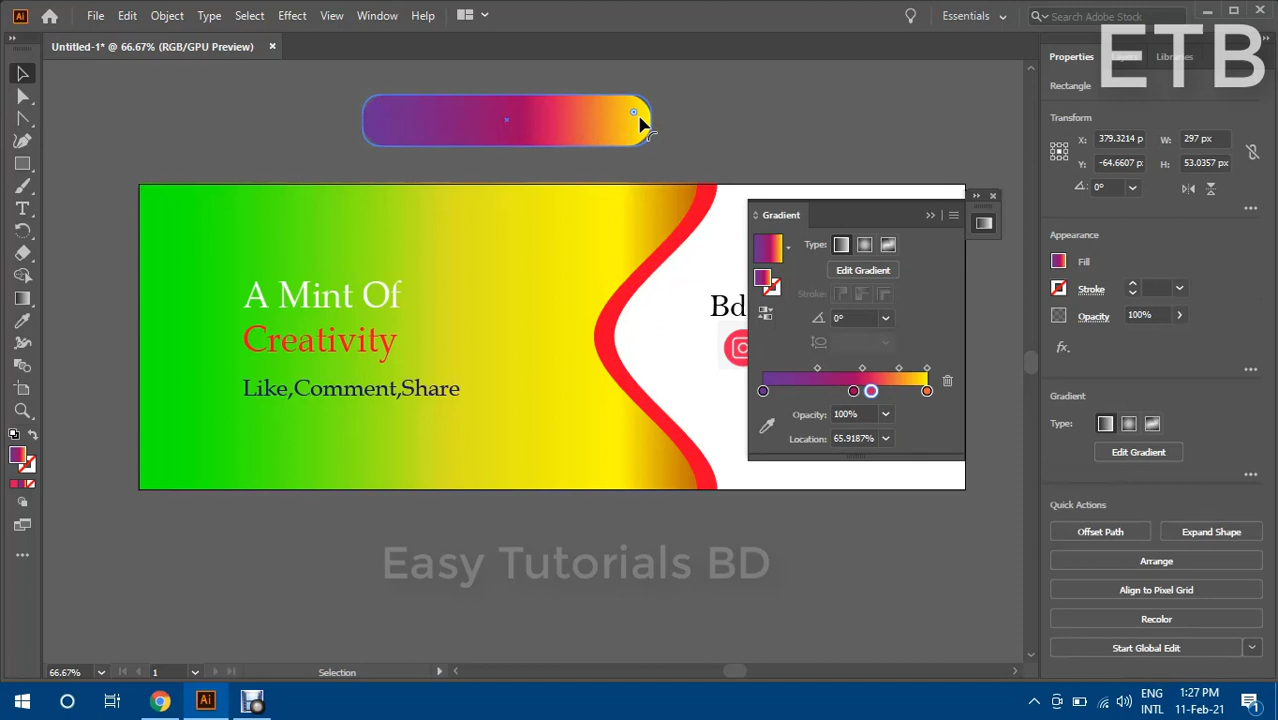 File Edit Object Type Select Effect View Window Help
Essentials
Search Adobe Stock
ETB
Untitled-1* @ 66.67% (RGB/GPU Preview)
Properties
Libraries
Rectangle
Transform
X: 379.3214 p W: 297 px
Y: -64.6607 p H: 53.0357 px
0°
Appearance
Fill
Stroke
Opacity 100%
fx.
Gradient
Type:
Edit Gradient
Quick Actions
Offset Path Expand Shape
Arrange
Align to Pixel Grid
Recolor
Start Global Edit
Gradient
Type:
Edit Gradient
Stroke:
0°
Opacity: 100%
Location: 65.9187%
A Mint Of
Creativity
Like,Comment,Share
Bd
Easy Tutorials BD
66.67% 1 Selection
Ai
ENG
INTL
1:27 PM
11-Feb-21